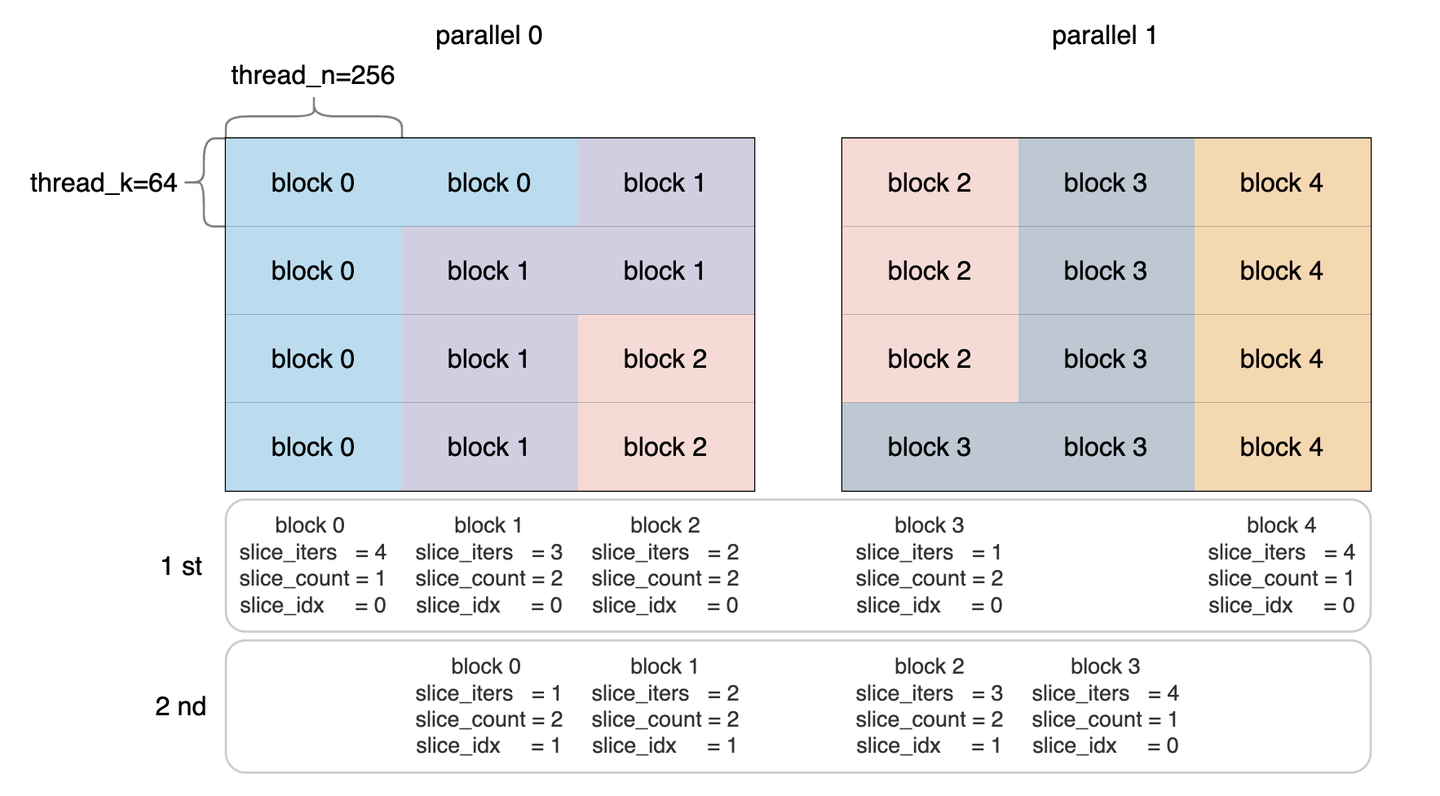 parallel 0
parallel 1
thread_n=256
thread_k=64
block 0 block 0 block 1 block 2 block 3 block 4
block 0 block 1 block 1 block 2 block 3 block 4
block 0 block 1 block 2 block 2 block 3 block 4
block 0 block 1 block 2 block 3 block 3 block 4
1 st
block 0
slice_iters = 4
slice_count = 1
slice_idx = 0
block 1
slice_iters = 3
slice_count = 2
slice_idx = 0
block 2
slice_iters = 2
slice_count = 2
slice_idx = 0
block 3
slice_iters = 1
slice_count = 2
slice_idx = 0
block 4
slice_iters = 4
slice_count = 1
slice_idx = 0
2 nd
block 0
slice_iters = 1
slice_count = 2
slice_idx = 1
block 1
slice_iters = 2
slice_count = 2
slice_idx = 1
block 2
slice_iters = 3
slice_count = 2
slice_idx = 1
block 3
slice_iters = 4
slice_count = 1
slice_idx = 0